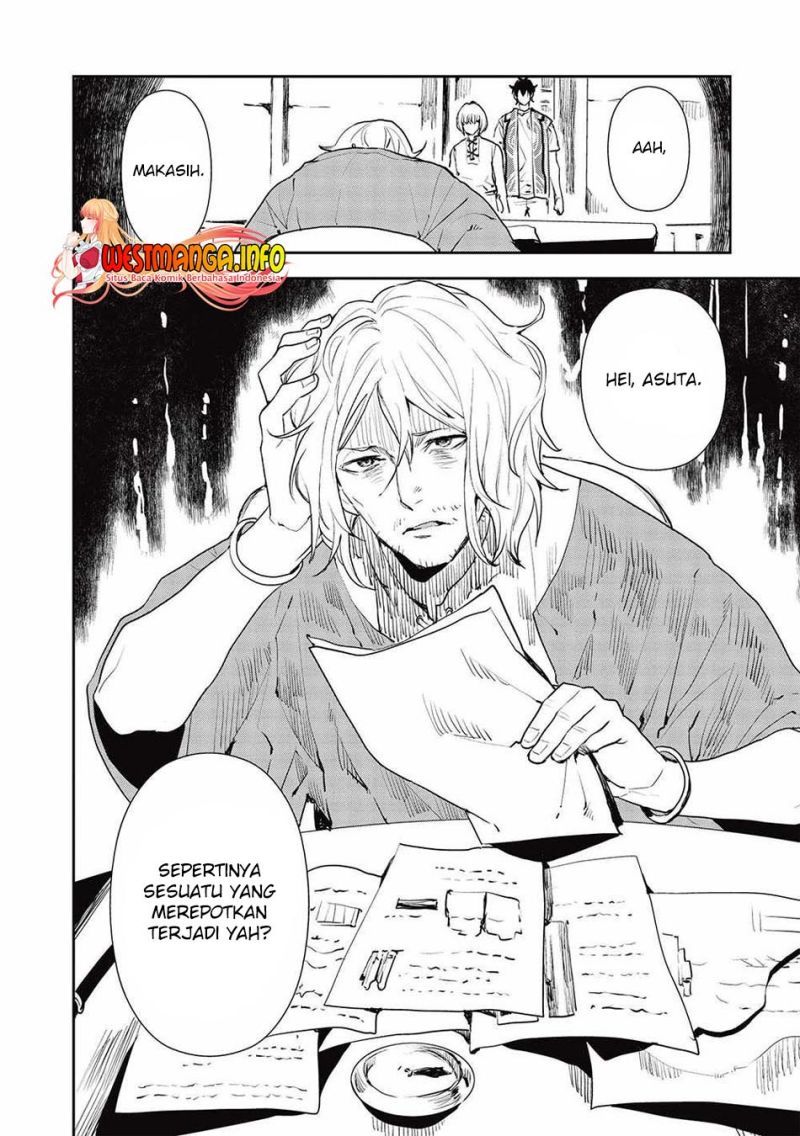 AAH,
MAKASIH.
WESTMANGA.INFO
Situs Baca Komik Berbahasa Indonesia
HEI, ASUTA.
SEPERTINYA
SESUATU YANG
MEREPOTKAN
TERJADI YAH?